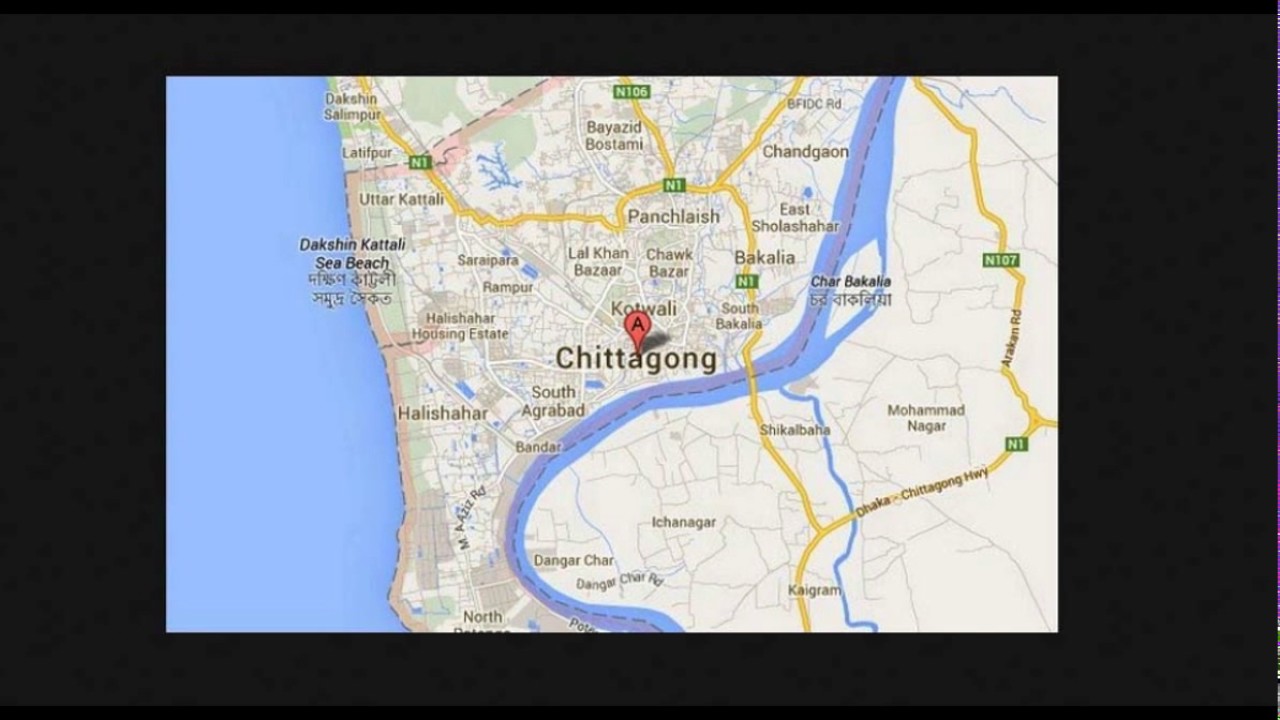 N106
BFIDC Rd
Dakshin
Salimpur
Bayazid
Bostami
Latifpur
N1
Chandgaon
N1
Uttar Kattali
Panchlaish
East
Sholashahar
Dakshin Kattali
Sea Beach
দক্ষিণ কাট্টলী
সমুদ্র সৈকত
Saraipara
Lal Khan
Bazaar
Chawk
Bazar
Bakalia
N107
Rampur
N1
Char Bakalia
চর বাকলিয়া
Kotwali
South
Bakalia
Halishahar
Housing Estate
A
Chittagong
Arakan Rd
South
Agrabad
Halishahar
Mohammad
Nagar
Shikalbaha
Bandar
N1
Dhaka - Chittagong Hwy
M. A Aziz Rd
Ichanagar
Dangar Char
Dangar Char Rd
Kaigram
North